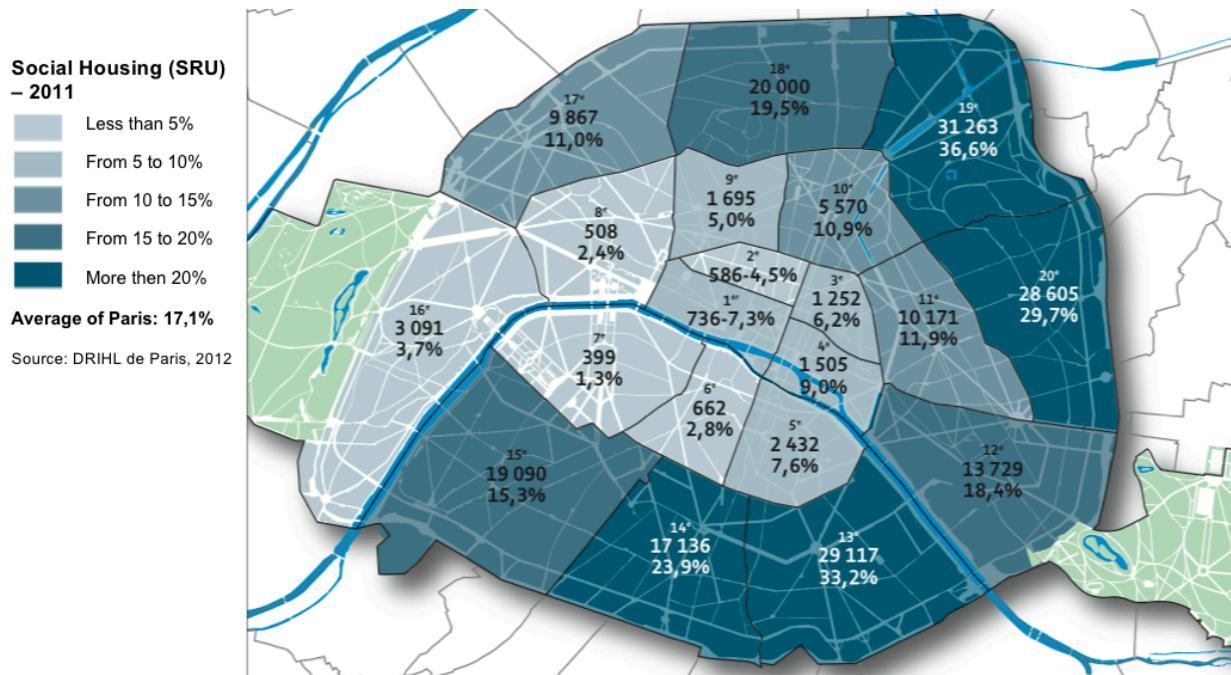 Social Housing (SRU)
– 2011
Less than 5%
From 5 to 10%
From 10 to 15%
From 15 to 20%
More then 20%
Average of Paris: 17,1%
Source: DRIHL de Paris, 2012
18e
20 000
19,5%
17e
9 867
11,0%
19e
31 263
36,6%
9e
1 695
5,0%
10e
5 570
10,9%
8e
508
2,4%
2e
586-4,5%
3e
1 252
6,2%
20e
28 605
29,7%
1er
736-7,3%
11e
10 171
11,9%
16e
3 091
3,7%
7e
399
1,3%
4e
1 505
9,0%
6e
662
2,8%
5e
2 432
7,6%
15e
19 090
15,3%
12e
13 729
18,4%
14e
17 136
23,9%
13e
29 117
33,2%